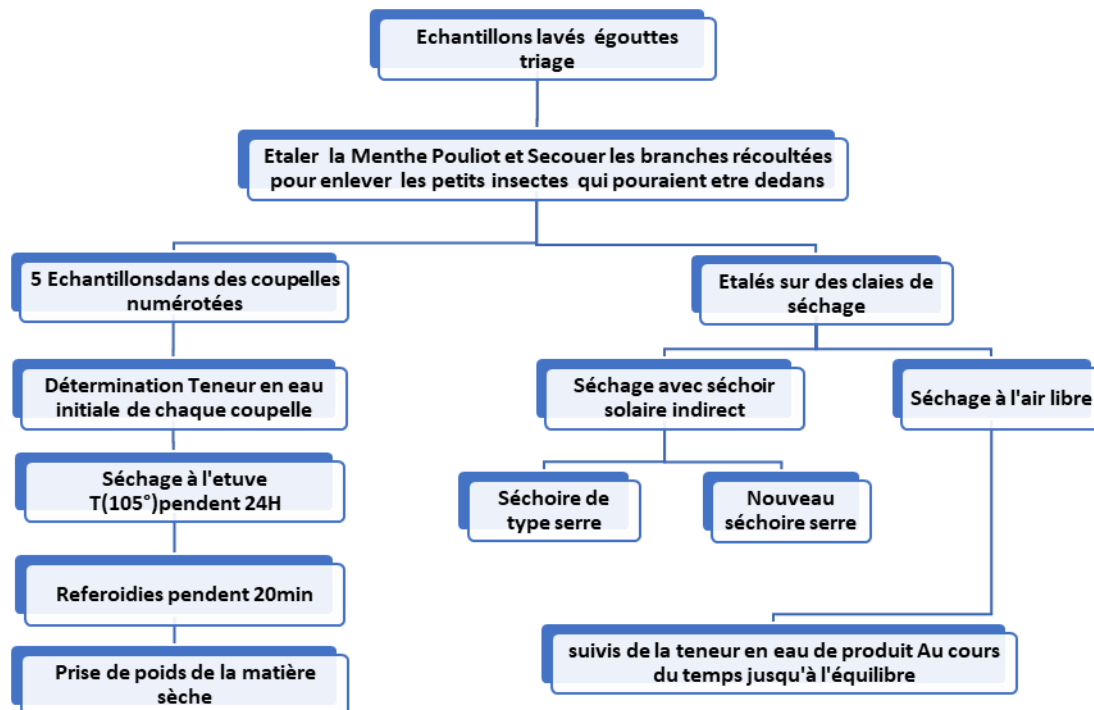 Echantillons lavés égouttes
triage
Etaler la Menthe Pouliot et Secouer les branches récoltées
pour enlever les petits insectes qui pouraient etre dedans
5 Echantillonsdans des coupelles
numérotées
Détermination Teneur en eau
initiale de chaque coupelle
Séchage à l'etuve
T(105°)pendent 24H
Referoidies pendent 20min
Prise de poids de la matière
sèche
Etalés sur des claies de
séchage
Séchage avec séchoir
solaire indirect
Séchoire de
type serre
Nouveau
séchoire serre
Séchage à l'air libre
suivis de la teneur en eau de produit Au cours
du temps jusqu'à l'équilibre